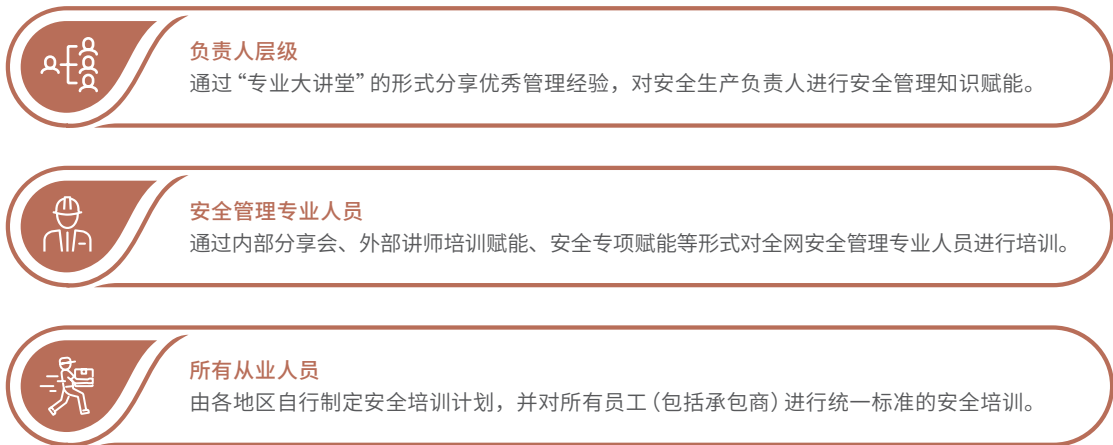 负责人层级
通过“专业大讲堂”的形式分享优秀管理经验，对安全生产负责人进行安全管理知识赋能。
安全管理专业人员
通过内部分享会、外部讲师培训赋能、安全专项赋能等形式对全网安全管理专业人员进行培训。
所有从业人员
由各地区自行制定安全培训计划，并对所有员工（包括承包商）进行统一标准的安全培训。